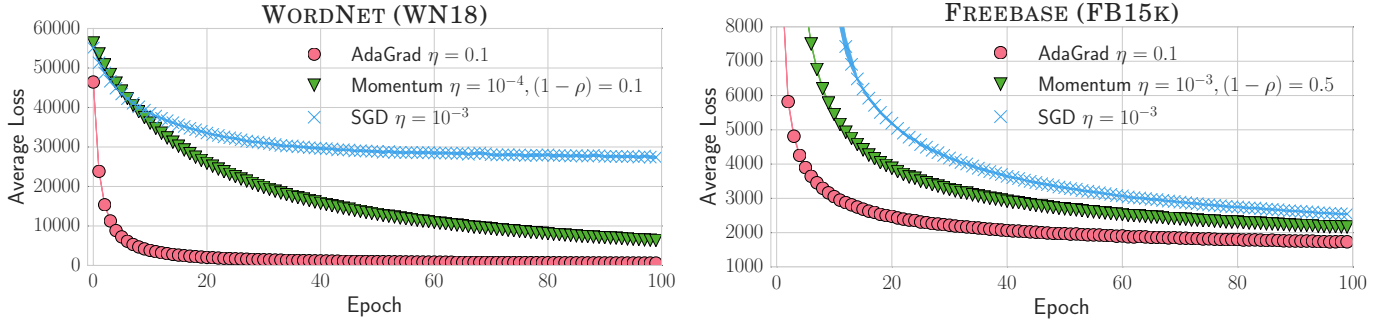 WORDNET (WN18)
60000
50000
40000
30000
20000
10000
0
Average Loss
AdaGrad η = 0.1
Momentum η = 10⁻⁴, (1 − ρ) = 0.1
SGD η = 10⁻³
0 20 40 60 80 100
Epoch
FREEBASE (FB15K)
8000
7000
6000
5000
4000
3000
2000
1000
Average Loss
AdaGrad η = 0.1
Momentum η = 10⁻³, (1 − ρ) = 0.5
SGD η = 10⁻³
0 20 40 60 80 100
Epoch